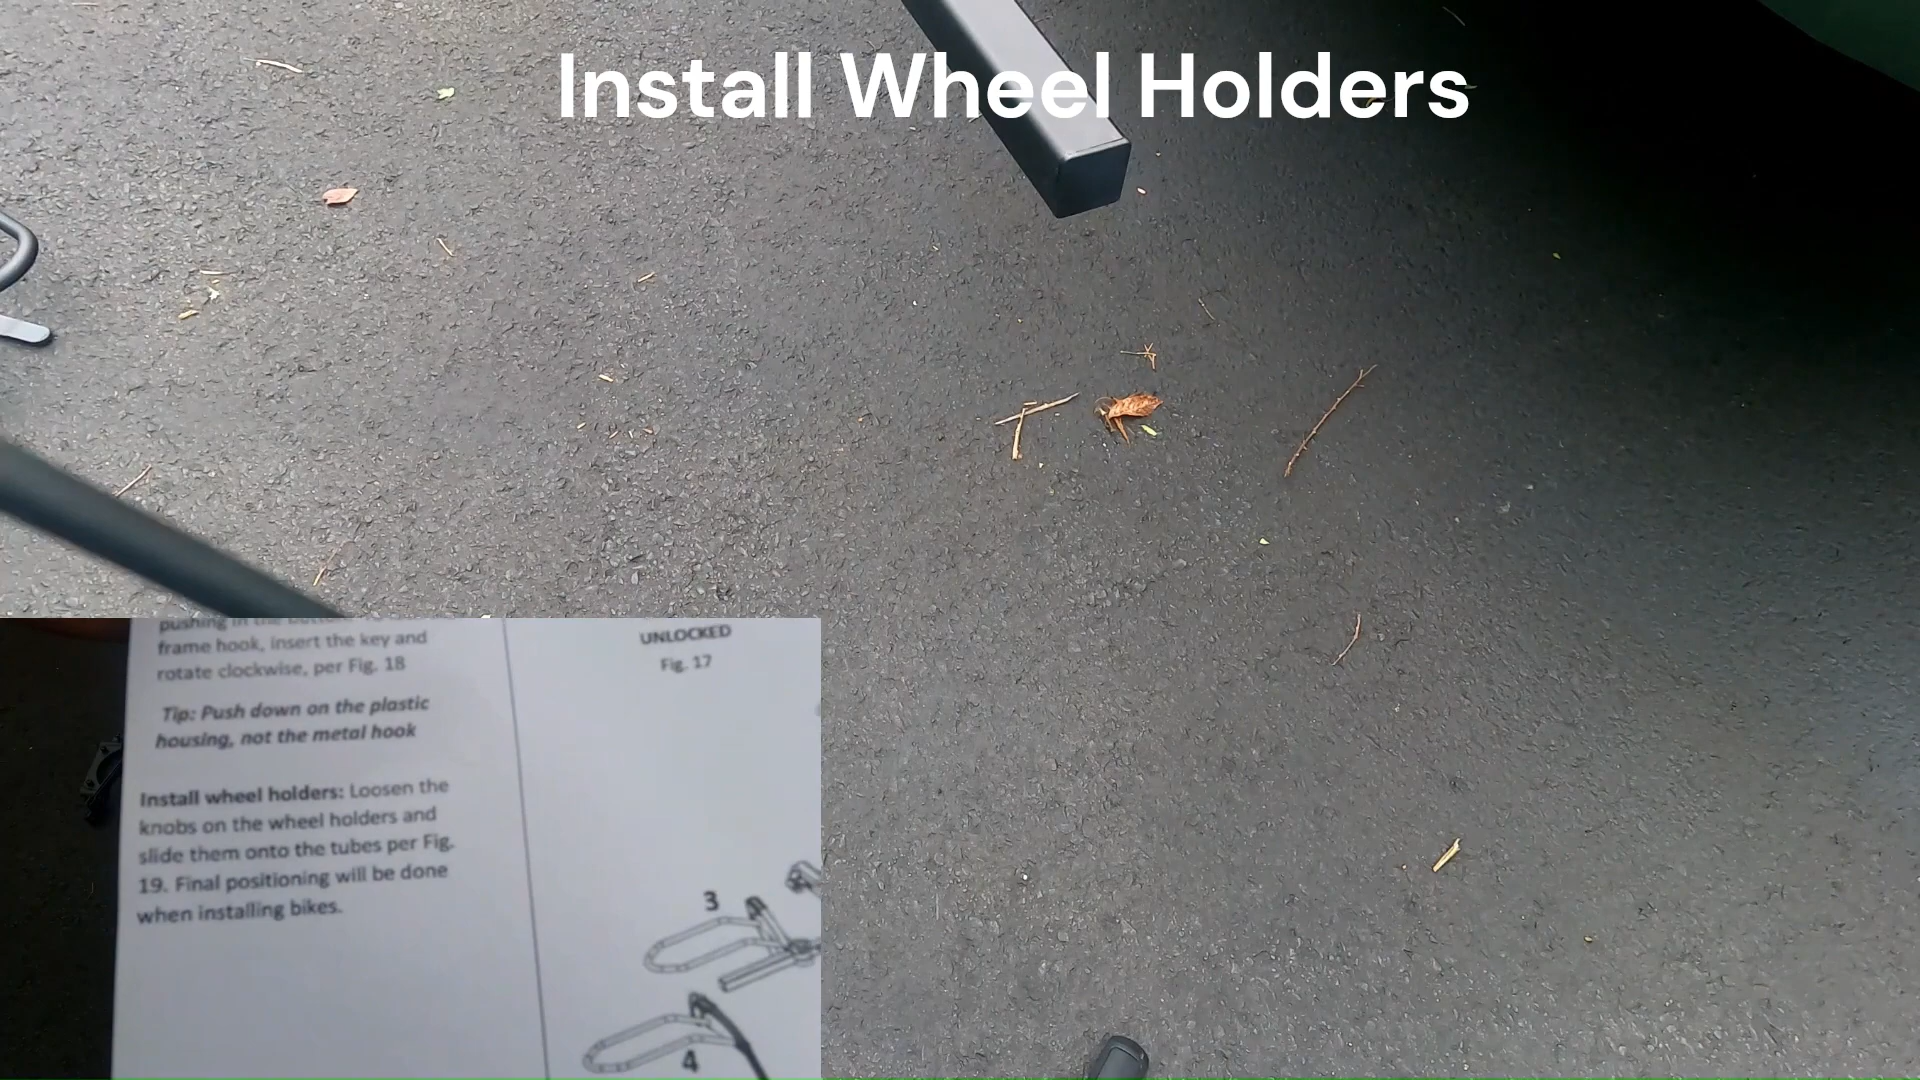 Install Wheel Holders
pushing in the
frame hook, insert the key and
rotate clockwise, per Fig. 18
Tip: Push down on the plastic
housing, not the metal hook
Install wheel holders: Loosen the
knobs on the wheel holders and
slide them onto the tubes per Fig.
19. Final positioning will be done
when installing bikes.
UNLOCKED
Fig. 17
3
4